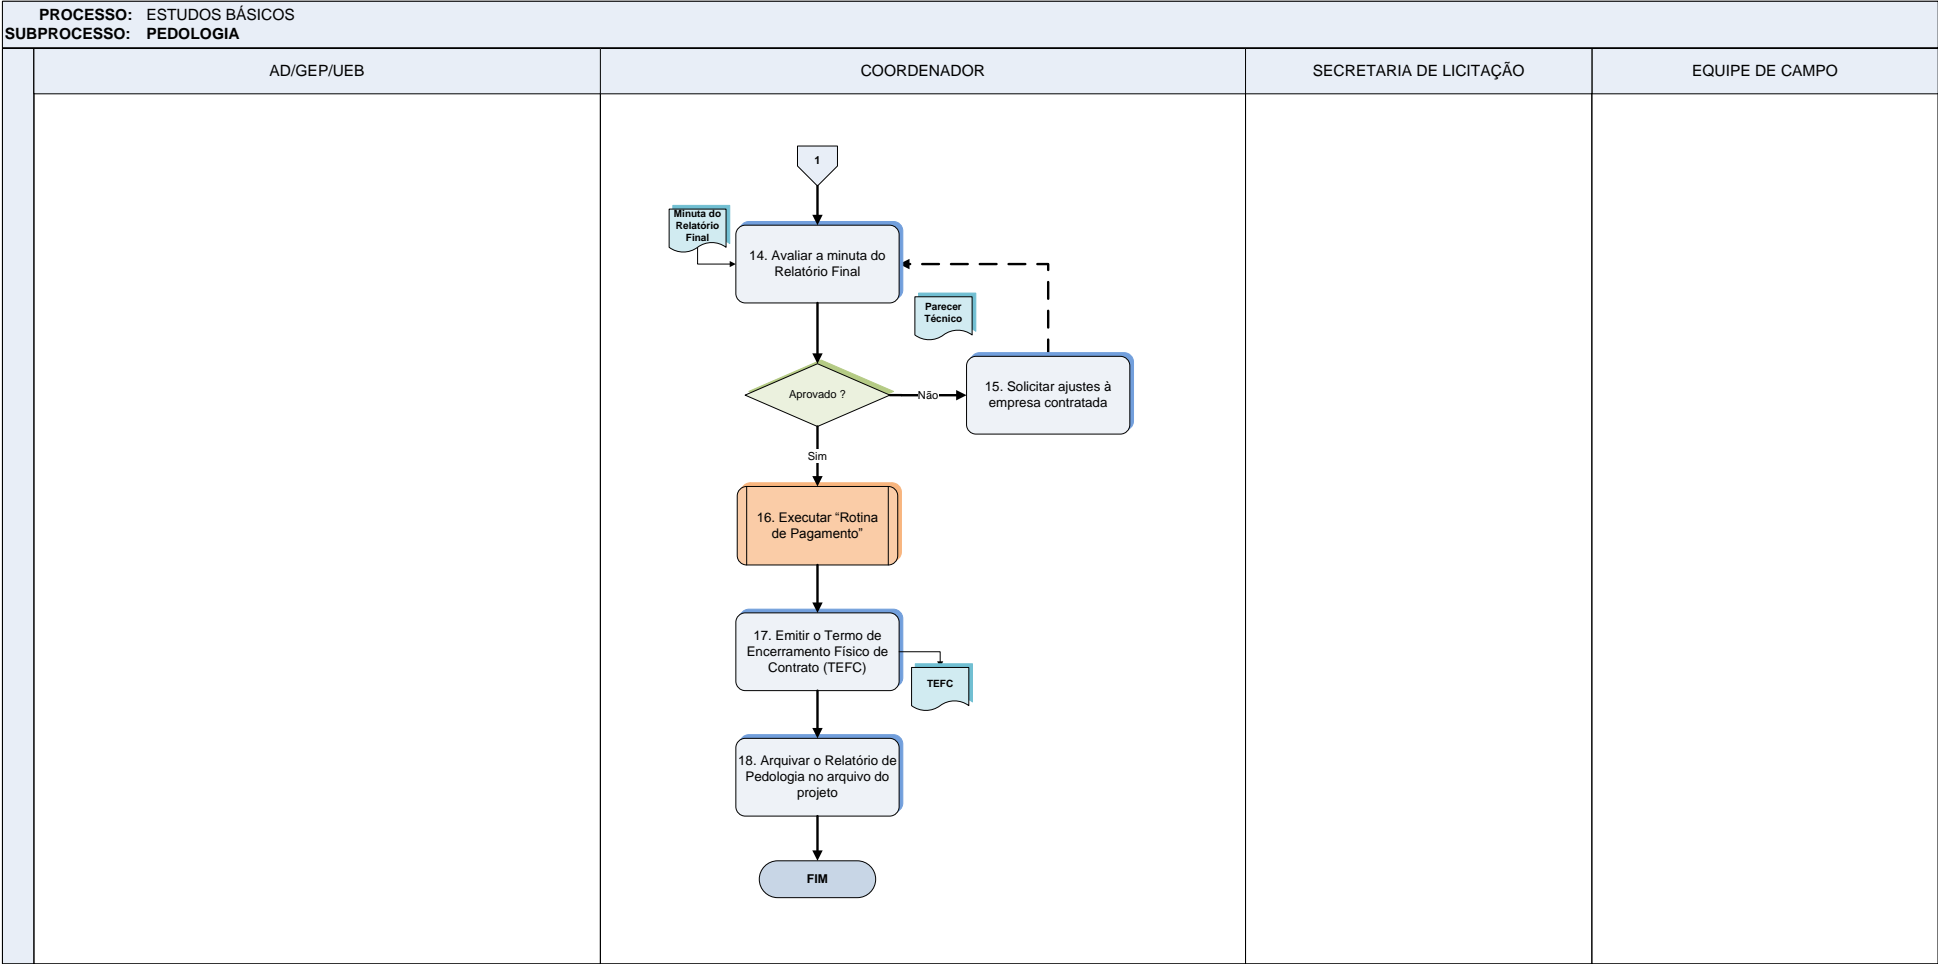 PROCESSO: ESTUDOS BÁSICOS
SUBPROCESSO: PEDOLOGIA
AD/GEP/UEB
COORDENADOR
SECRETARIA DE LICITAÇÃO
EQUIPE DE CAMPO
1
Minuta do
Relatório
Final
14. Avaliar a minuta do
Relatório Final
Parecer
Técnico
Aprovado ?
Não
15. Solicitar ajustes à
empresa contratada
Sim
16. Executar “Rotina
de Pagamento”
17. Emitir o Termo de
Encerramento Físico de
Contrato (TEFC)
TEFC
18. Arquivar o Relatório de
Pedologia no arquivo do
projeto
FIM